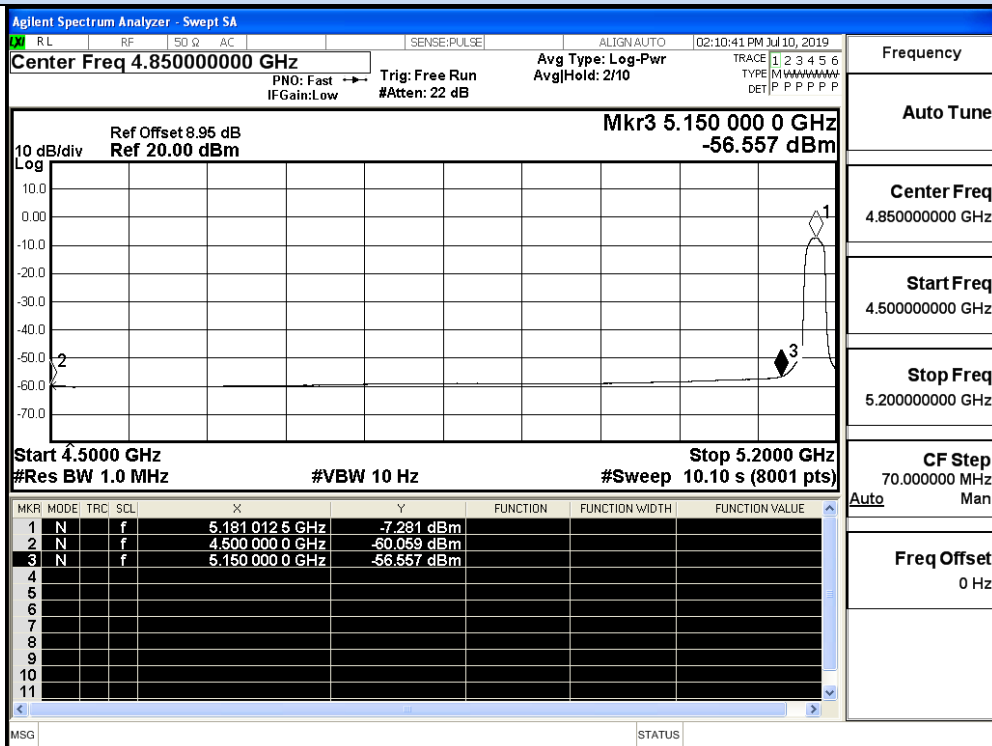 Agilent Spectrum Analyzer - Swept SA
LXI RL RF 50 Ω AC SENSE:PULSE ALIGN AUTO 02:10:41 PM Jul 10, 2019
Center Freq 4.850000000 GHz
PNO: Fast
IFGain:Low
Trig: Free Run
#Atten: 22 dB
Avg Type: Log-Pwr
Avg|Hold: 2/10
TRACE 1 2 3 4 5 6
TYPE M WWWWW
DET P P P P P P
Ref Offset 8.95 dB
10 dB/div Ref 20.00 dBm
Log
Mkr3 5.150 000 0 GHz
-56.557 dBm
10.0
0.00
-10.0
-20.0
-30.0
-40.0
-50.0
-60.0
-70.0
1
2
3
Start 4.5000 GHz Stop 5.2000 GHz
#Res BW 1.0 MHz #VBW 10 Hz #Sweep 10.10 s (8001 pts)
MKR MODE TRC SCL X Y FUNCTION FUNCTION WIDTH FUNCTION VALUE
1 N f 5.181 012 5 GHz -7.281 dBm
2 N f 4.500 000 0 GHz -60.059 dBm
3 N f 5.150 000 0 GHz -56.557 dBm
4
5
6
7
8
9
10
11
MSG STATUS
Frequency
Auto Tune
Center Freq
4.850000000 GHz
Start Freq
4.500000000 GHz
Stop Freq
5.200000000 GHz
CF Step
70.000000 MHz
Auto Man
Freq Offset
0 Hz